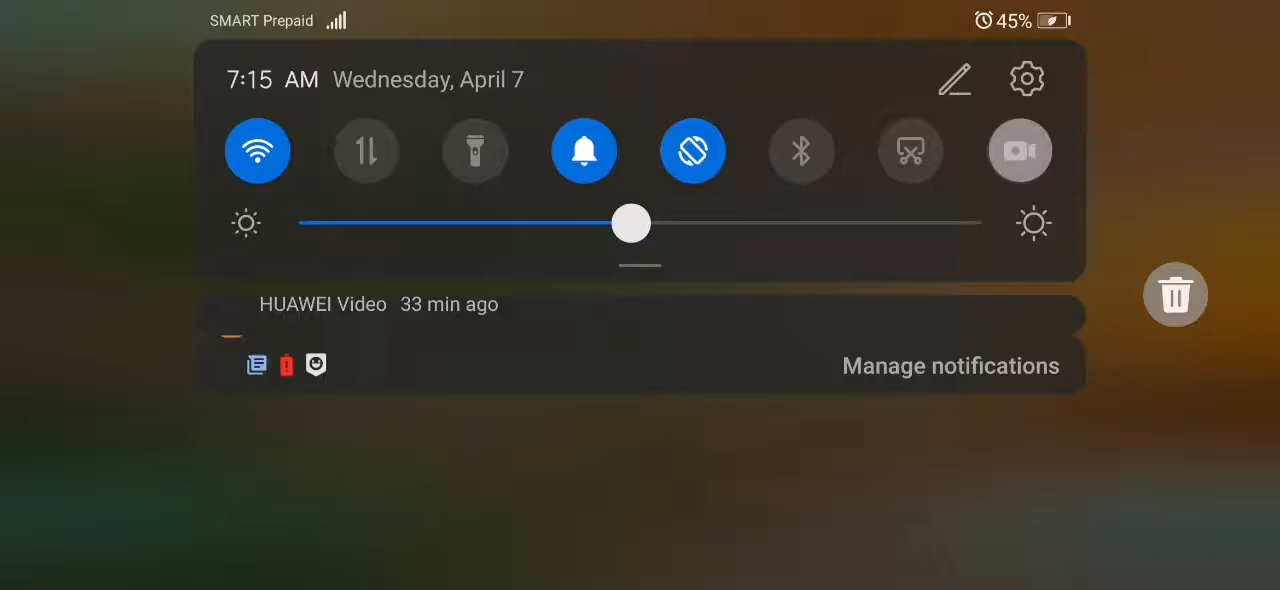 SMART Prepaid 45%
7:15 AM Wednesday, April 7
HUAWEI Video 33 min ago
Manage notifications